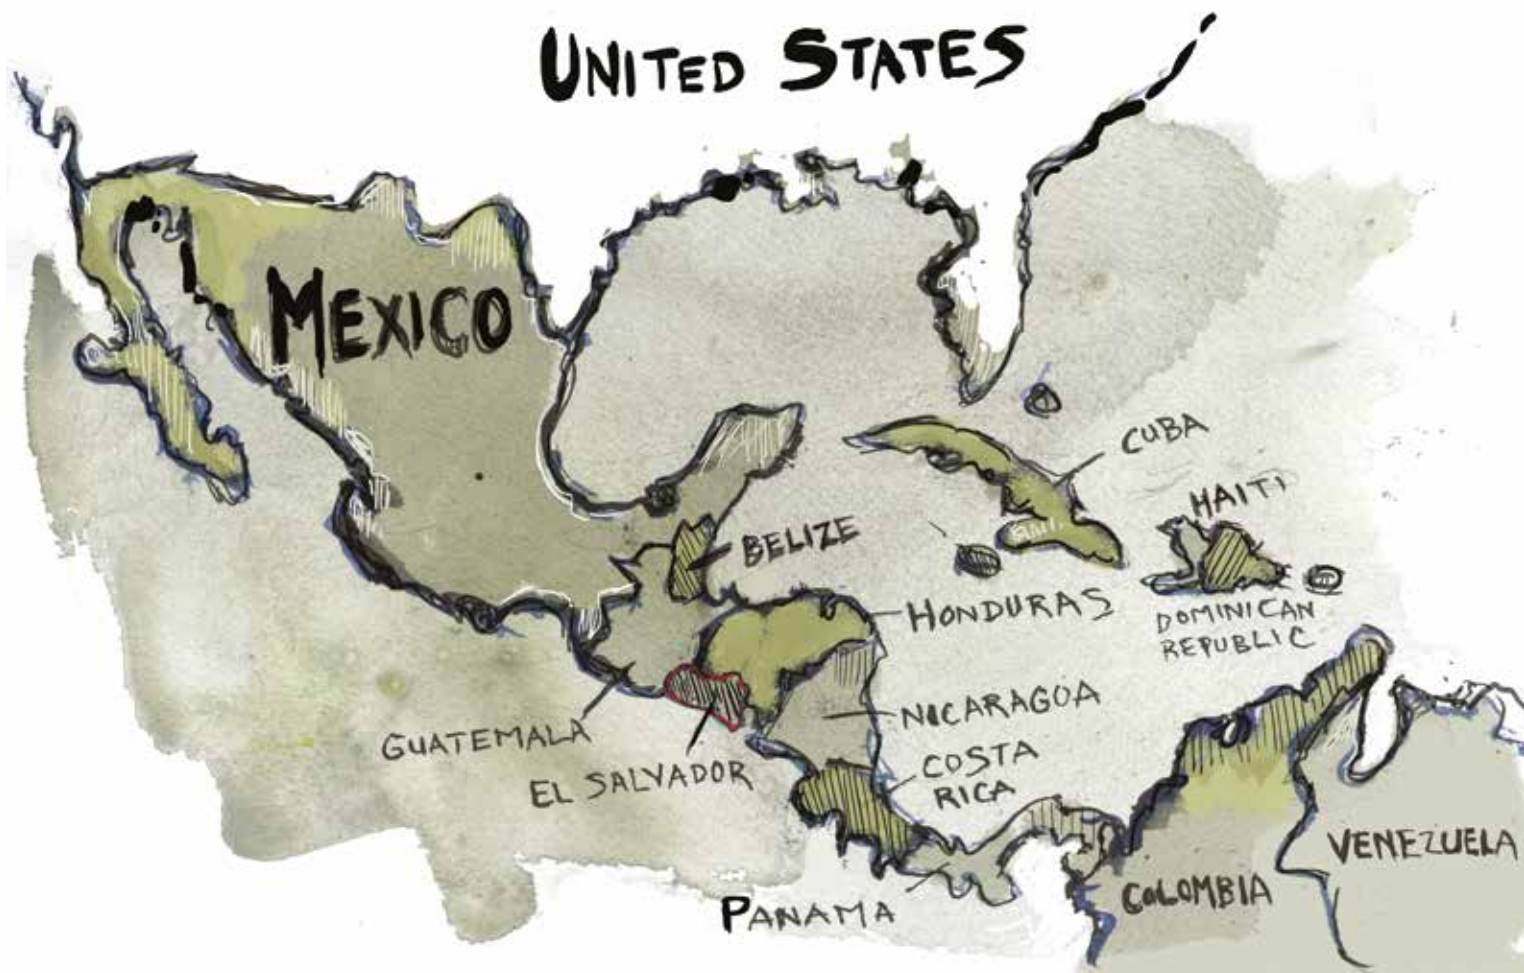 UNITED STATES
MEXICO
CUBA
HAITI
BELIZE
HONDURAS
DOMINICAN
REPUBLIC
NICARAGOA
GUATEMALA
EL SALVADOR
COSTA
RICA
VENEZUELA
COLOMBIA
PANAMA